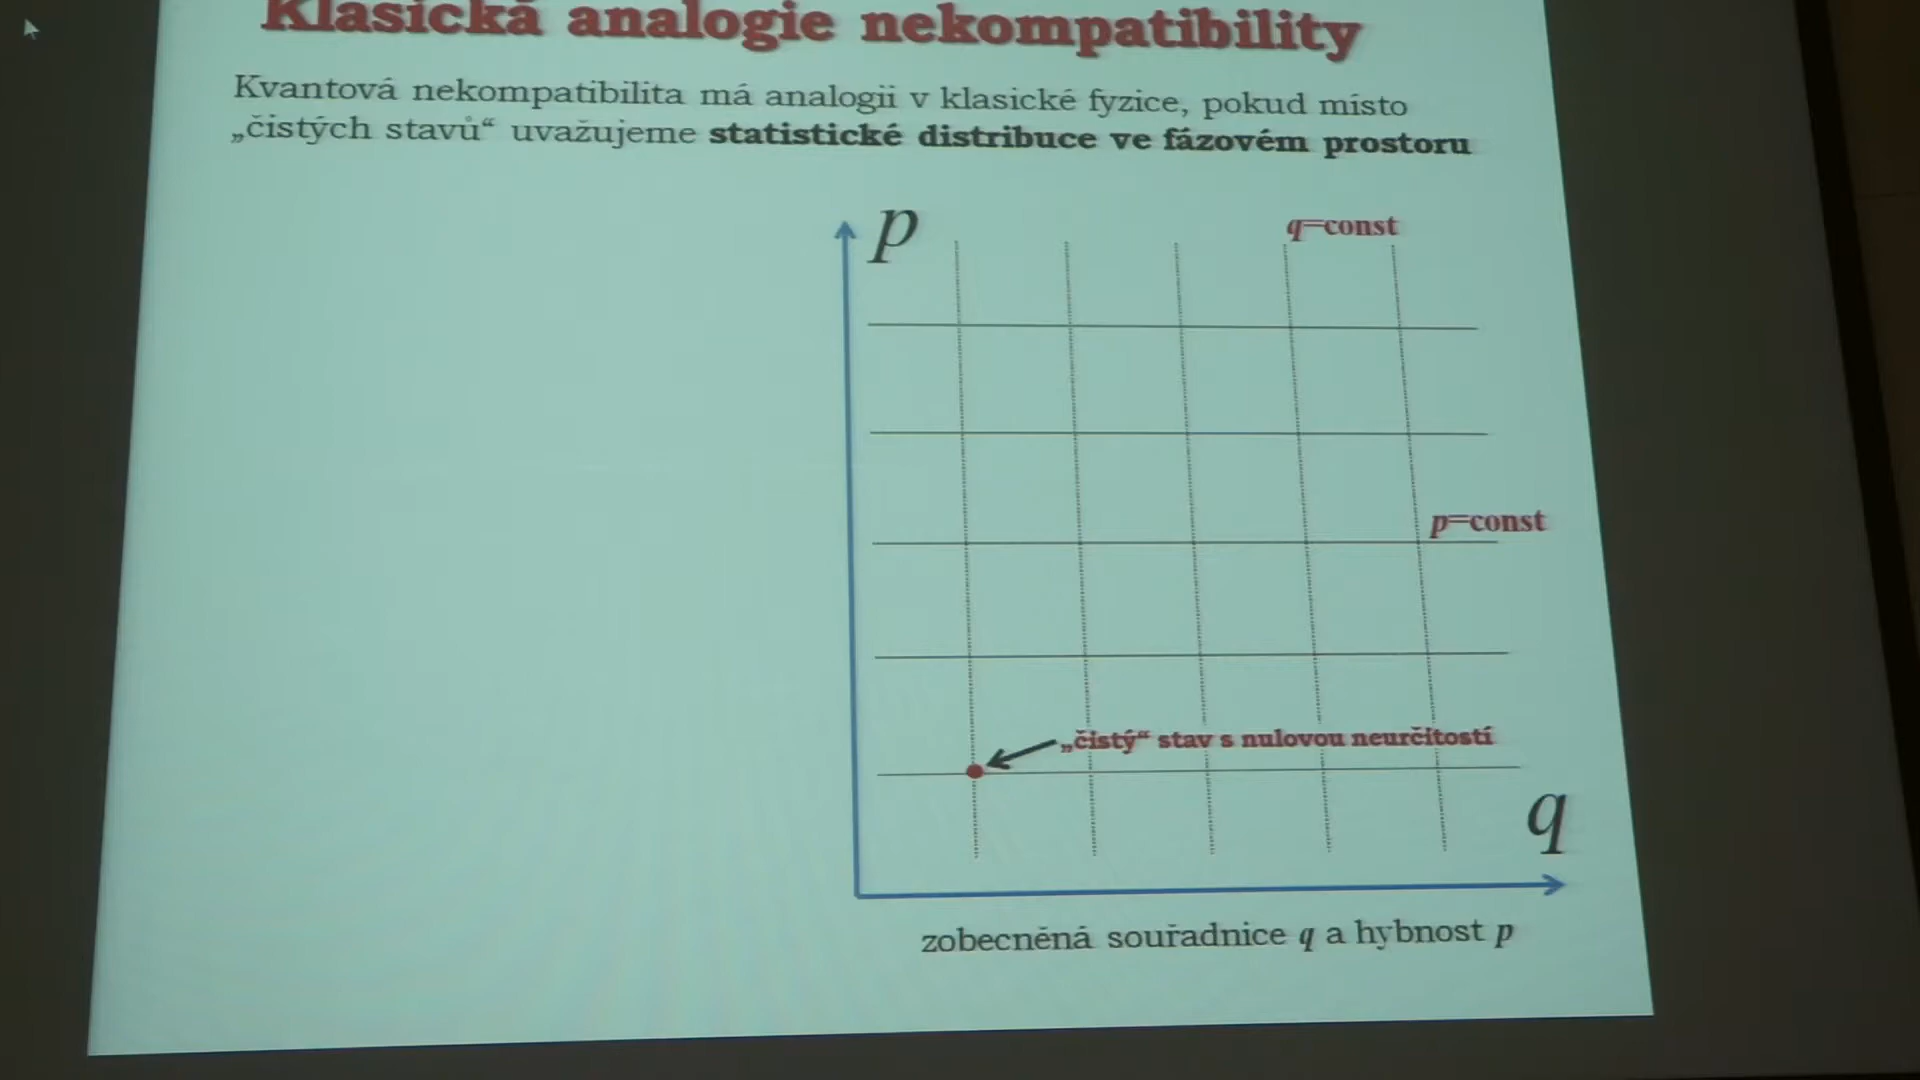 Klasická analogie nekompatibility
Kvantová nekompatibilita má analogii v klasické fyzice, pokud místo
„čistých stavů“ uvažujeme statistické distribuce ve fázovém prostoru
p
q=const
p=const
„čistý“ stav s nulovou neurčitostí
q
zobecněná souřadnice q a hybnost p